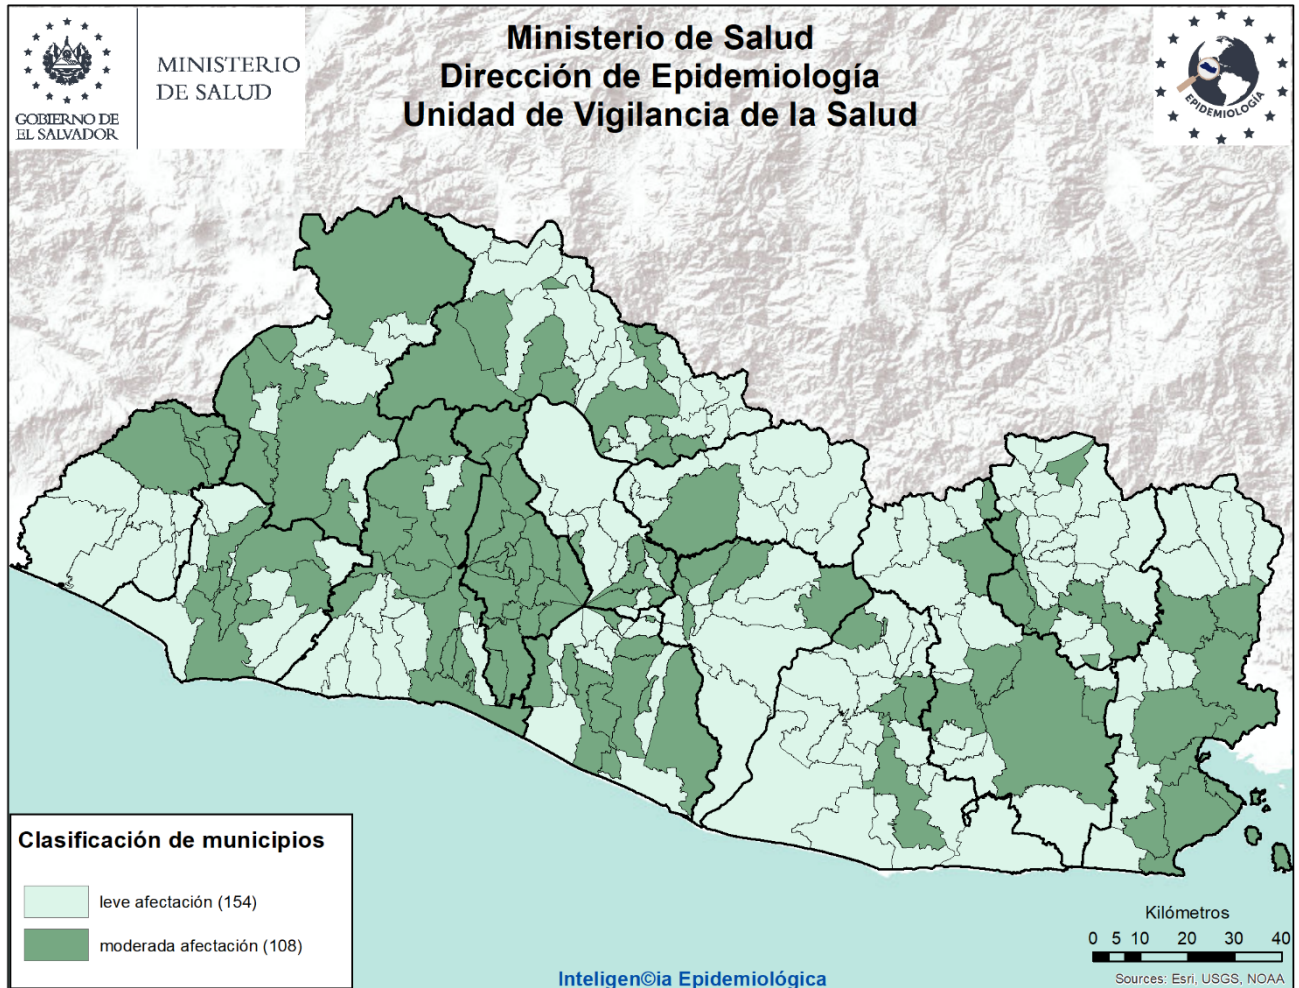 GOBIERNO DE
EL SALVADOR
MINISTERIO
DE SALUD
Ministerio de Salud
Dirección de Epidemiología
Unidad de Vigilancia de la Salud
EPIDEMIOLOGÍA
Clasificación de municipios
leve afectación (154)
moderada afectación (108)
Kilómetros
0 5 10 20 30 40
Inteligen©ia Epidemiológica
Sources: Esri, USGS, NOAA